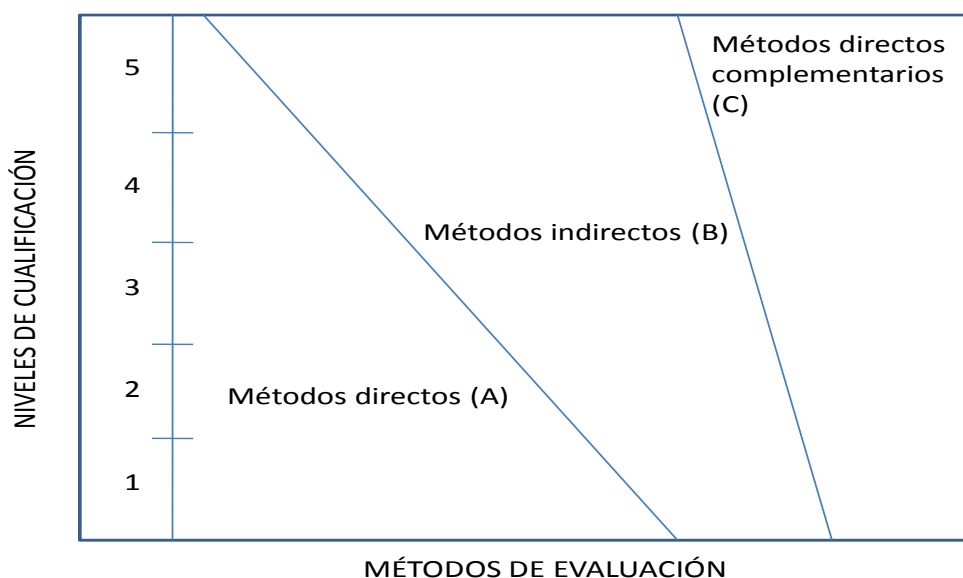 NIVELES DE CUALIFICACIÓN
5
4
3
2
1
Métodos directos
complementarios
(C)
Métodos indirectos (B)
Métodos directos (A)
MÉTODOS DE EVALUACIÓN